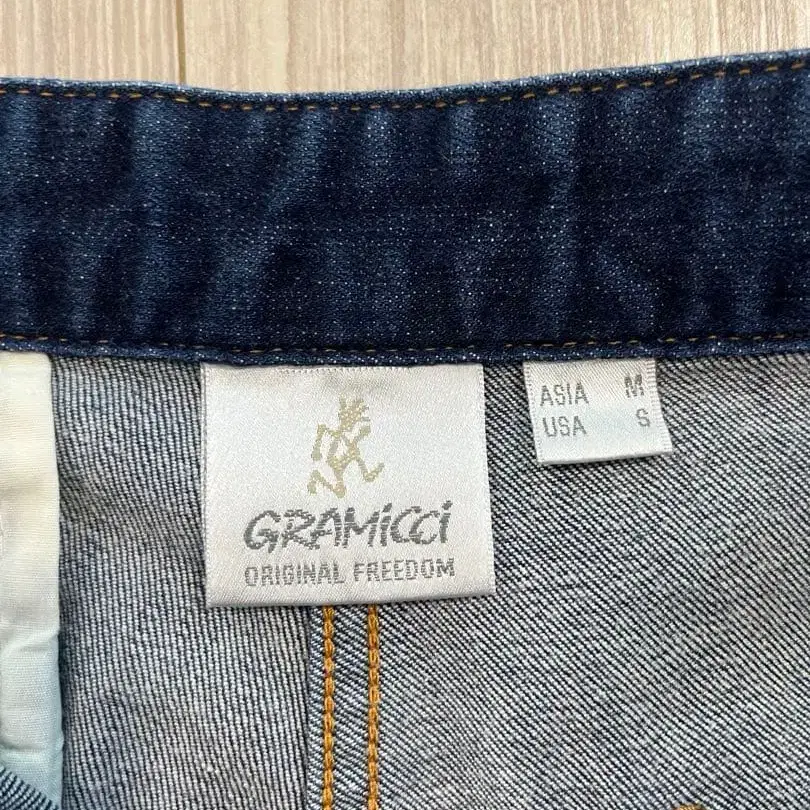 GRAMiCCi
ORIGINAL FREEDOM
ASIA M
USA S